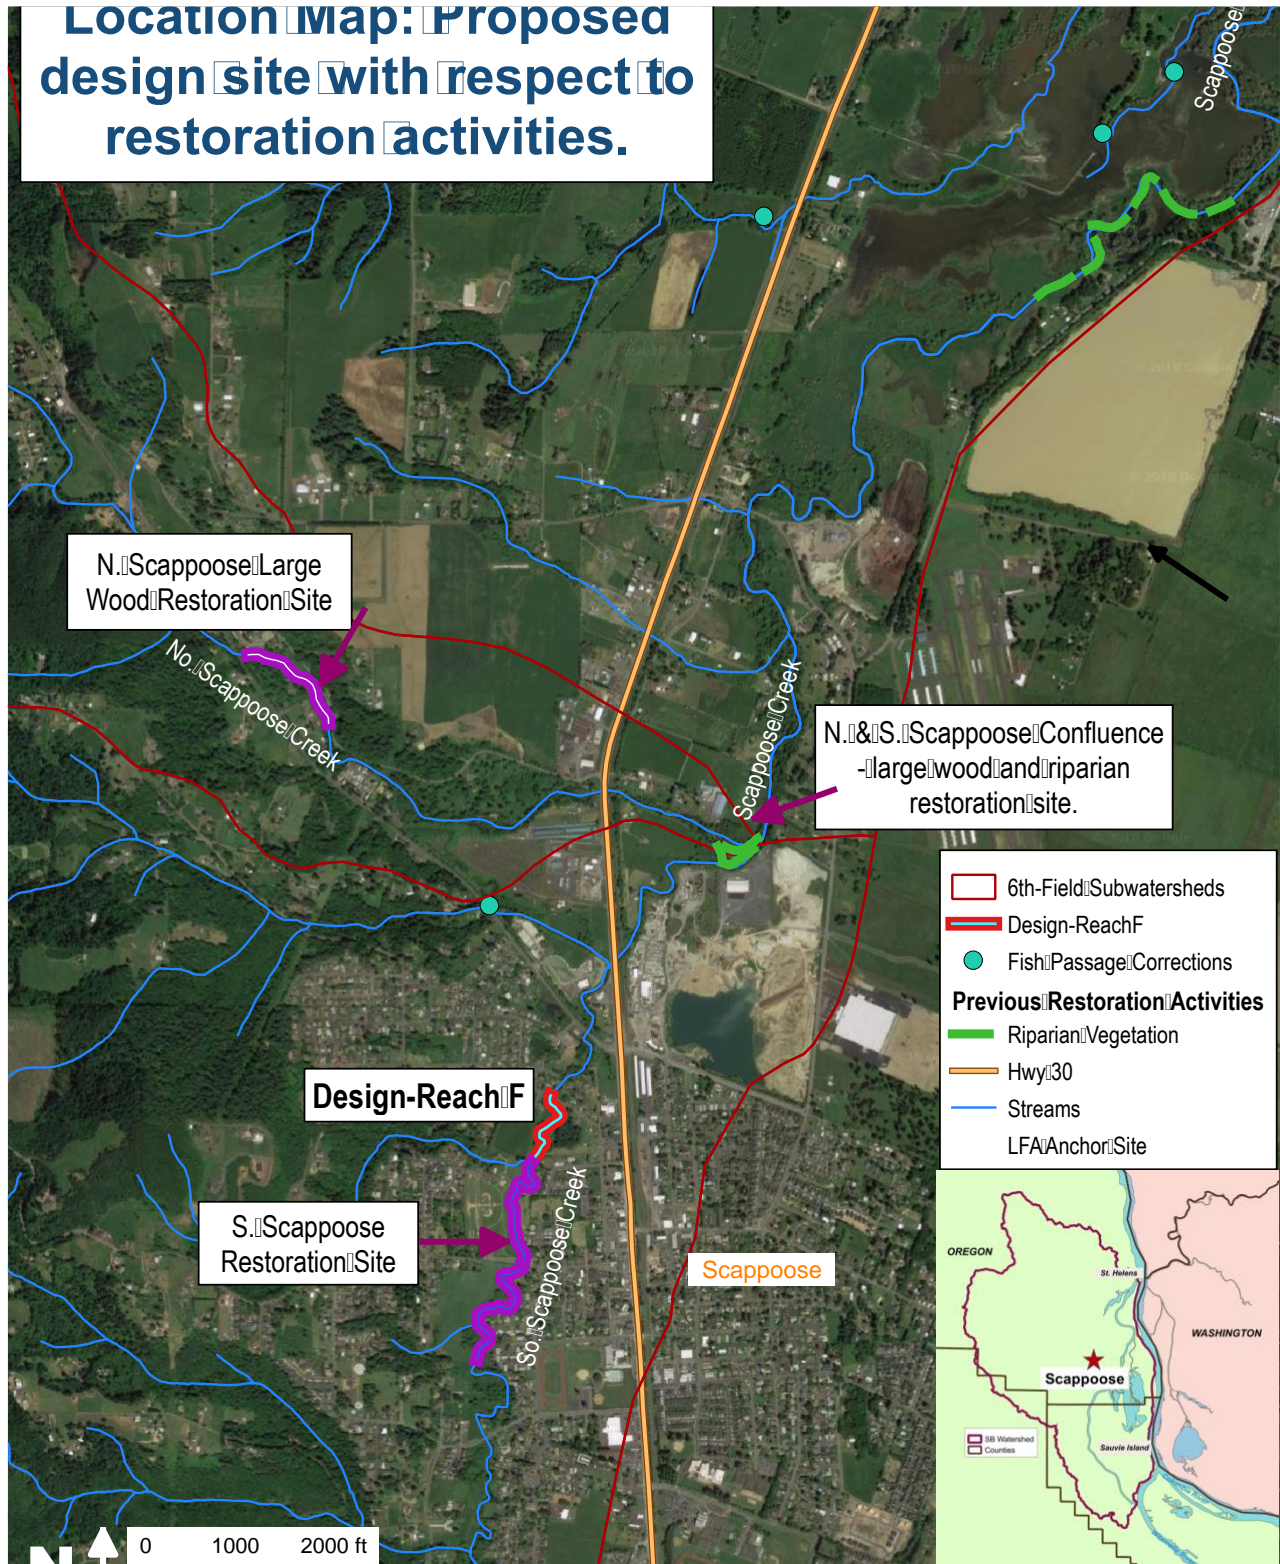 Location Map: Proposed
design site with respect to
restoration activities.
Scappoose
N. Scappoose Large
Wood Restoration Site
No. Scappoose Creek
Scappoose Creek
N. & S. Scappoose Confluence
- large wood and riparian
restoration site.
6th-Field Subwatersheds
Design-ReachF
Fish Passage Corrections
Previous Restoration Activities
Riparian Vegetation
Hwy 30
Streams
LFA Anchor Site
Design-Reach F
S. Scappoose
Restoration Site
So. Scappoose Creek
Scappoose
OREGON
St. Helens
WASHINGTON
Scappoose
SB Watershed
Counties
Sauvie Island
N
0 1000 2000 ft